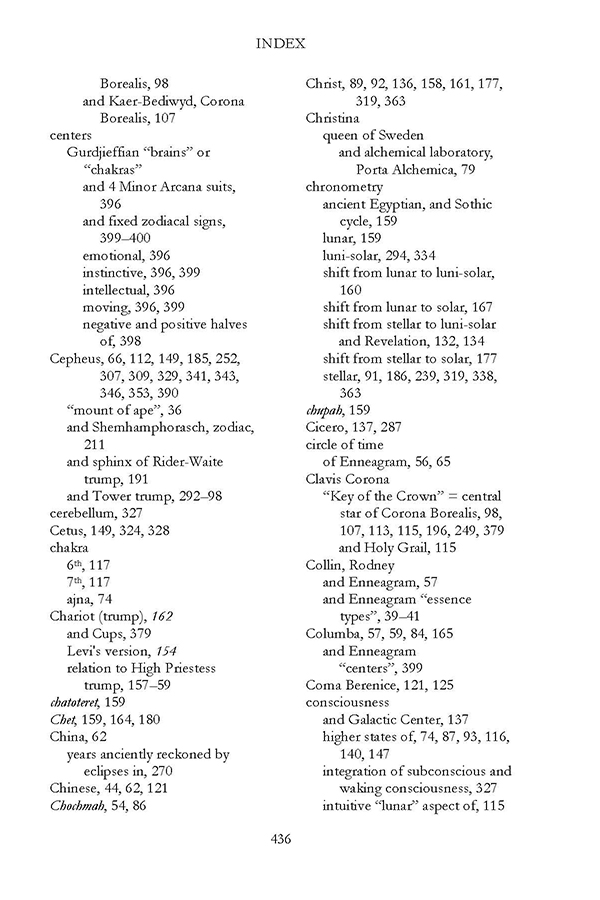 INDEX
Borealis, 98
and Kaer-Bediwyd, Corona
Borealis, 107
centers
Gurdjieffian “brains” or
“chakras”
and 4 Minor Arcana suits,
396
and fixed zodiacal signs,
399–400
emotional, 396
instinctive, 396, 399
intellectual, 396
moving, 396, 399
negative and positive halves
of, 398
Cepheus, 66, 112, 149, 185, 252,
307, 309, 329, 341, 343,
346, 353, 390
“mount of ape”, 36
and Shemhamphorasch, zodiac,
211
and sphinx of Rider-Waite
trump, 191
and Tower trump, 292–98
cerebellum, 327
Cetus, 149, 324, 328
chakra
6th, 117
7th, 117
ajna, 74
Chariot (trump), 162
and Cups, 379
Levi's version, 154
relation to High Priestess
trump, 157–59
chatoteret, 159
Chet, 159, 164, 180
China, 62
years anciently reckoned by
eclipses in, 270
Chinese, 44, 62, 121
Chochmah, 54, 86
Christ, 89, 92, 136, 158, 161, 177,
319, 363
Christina
queen of Sweden
and alchemical laboratory,
Porta Alchemica, 79
chronometry
ancient Egyptian, and Sothic
cycle, 159
lunar, 159
luni-solar, 294, 334
shift from lunar to luni-solar,
160
shift from lunar to solar, 167
shift from stellar to luni-solar
and Revelation, 132, 134
shift from stellar to solar, 177
stellar, 91, 186, 239, 319, 338,
363
chupah, 159
Cicero, 137, 287
circle of time
of Enneagram, 56, 65
Clavis Corona
“Key of the Crown” = central
star of Corona Borealis, 98,
107, 113, 115, 196, 249, 379
and Holy Grail, 115
Collin, Rodney
and Enneagram, 57
and Enneagram “essence
types”, 39–41
Columba, 57, 59, 84, 165
and Enneagram
“centers”, 399
Coma Berenice, 121, 125
consciousness
and Galactic Center, 137
higher states of, 74, 87, 93, 116,
140, 147
integration of subconscious and
waking consciousness, 327
intuitive “lunar” aspect of, 115
436